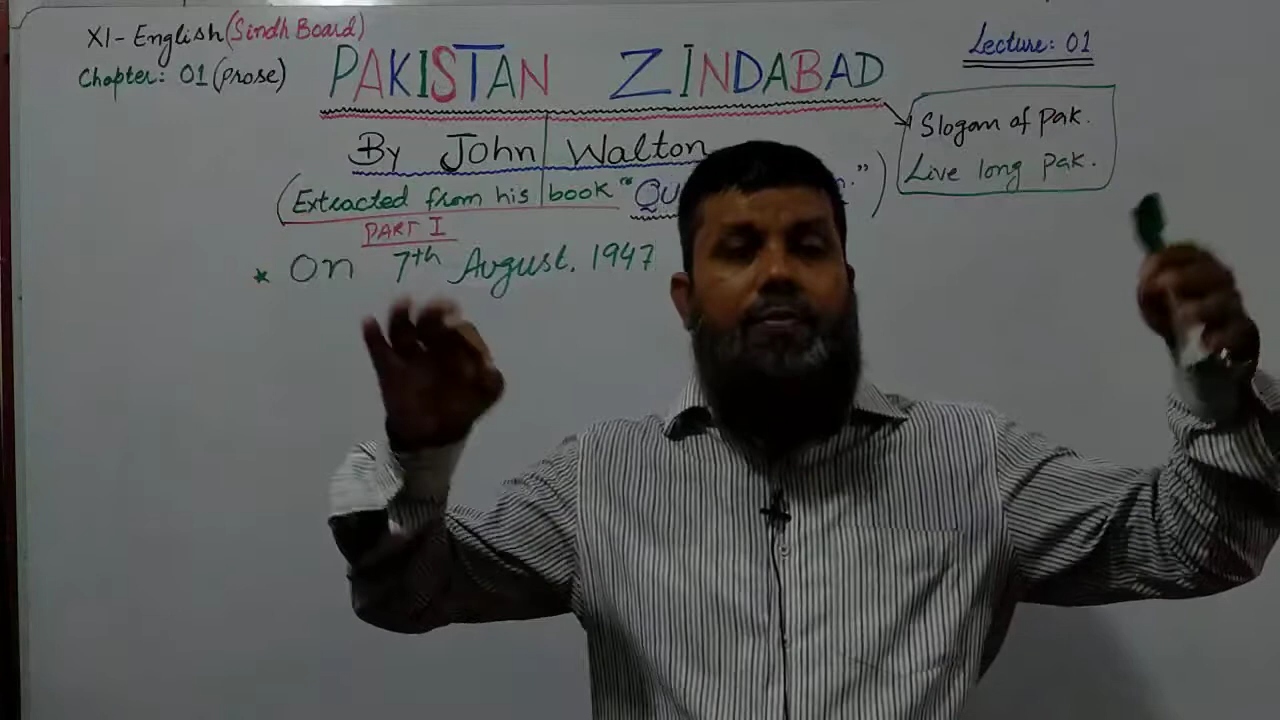 XI-English (Sindh Board)
Chapter: 01 (prose)
PAKISTAN ZINDABAD
Lecture: 01
Slogan of Pak.
Live long Pak.
By John Walton
(Extracted from his book " ")
PART I
* On 7th August. 1947